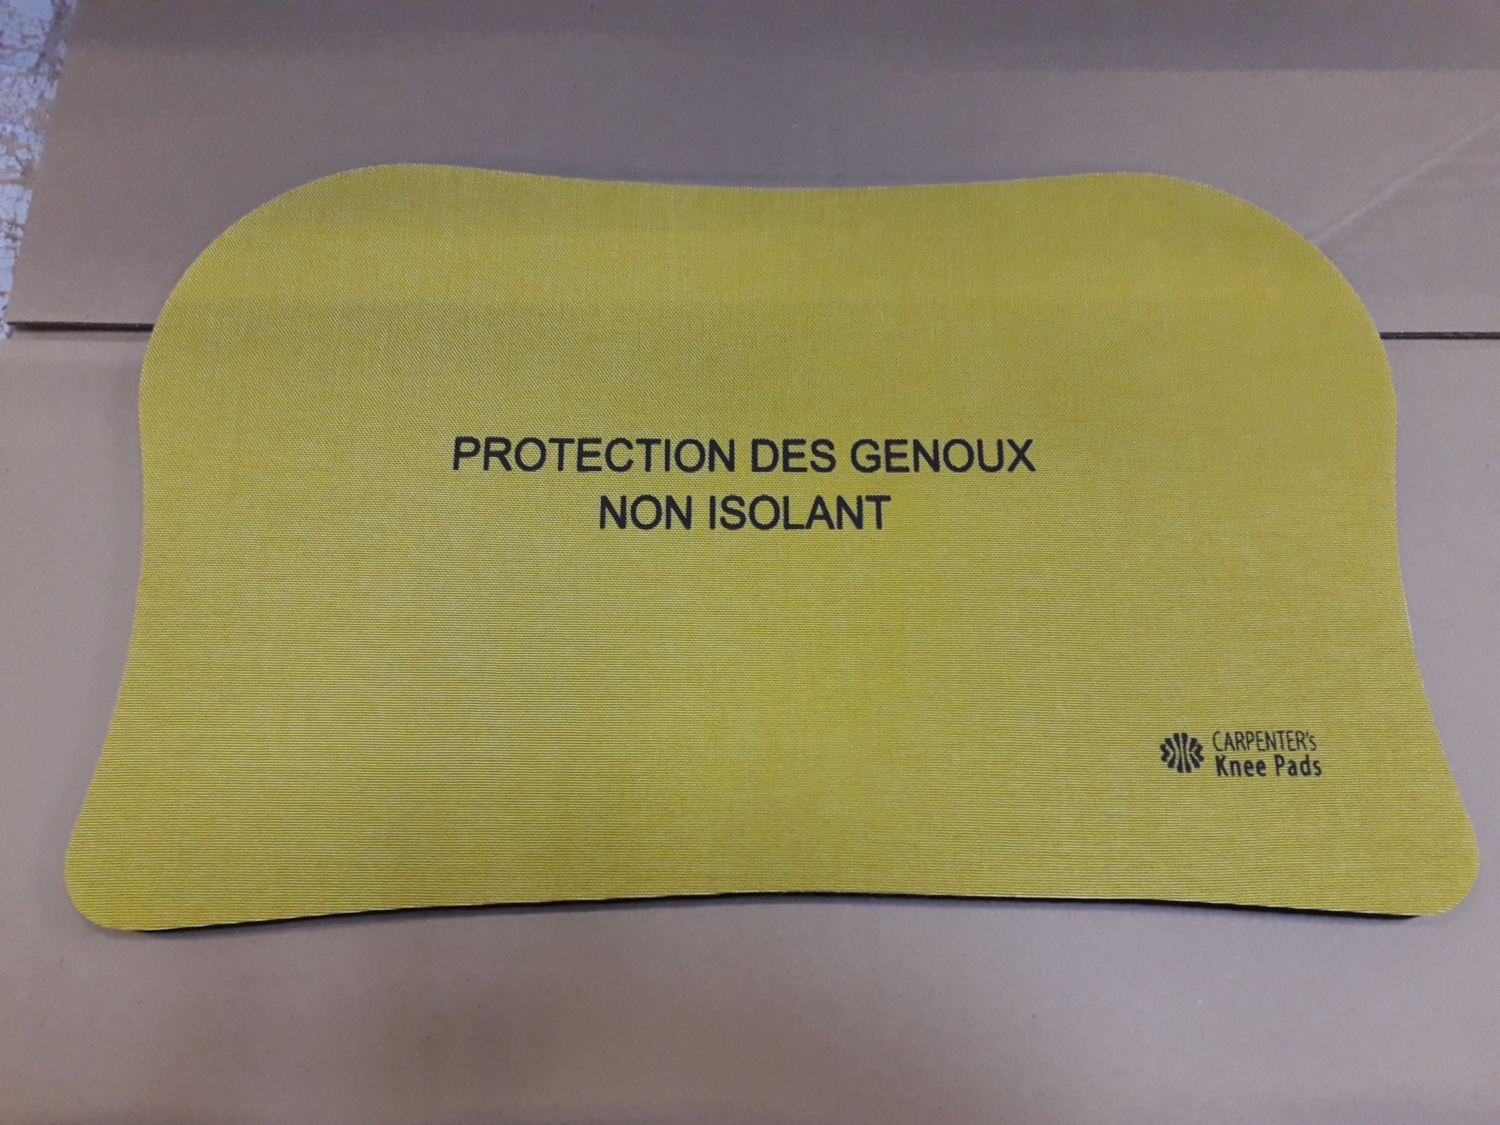 PROTECTION DES GENOUX
NON ISOLANT
CARPENTER's
Knee Pads